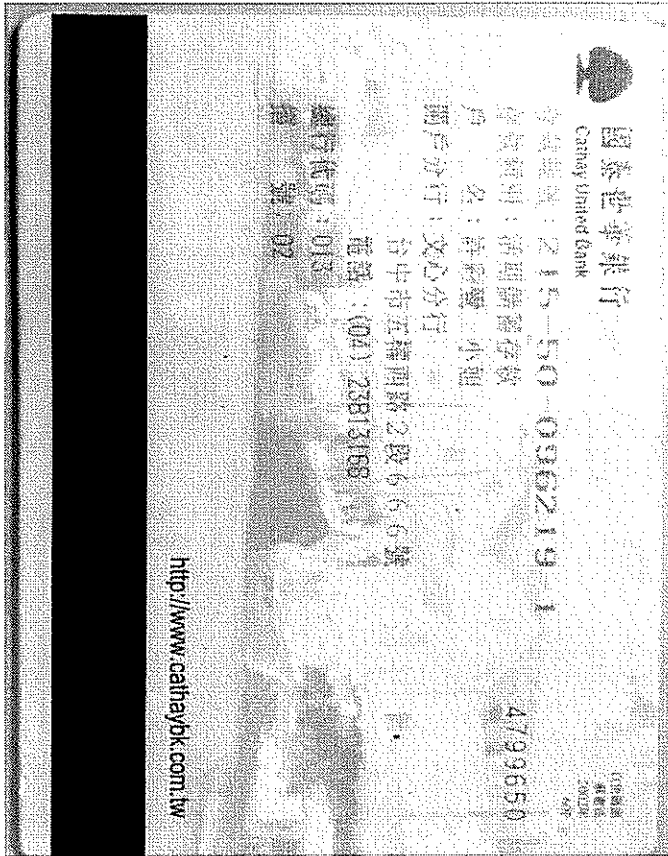 國泰世華銀行
Cathay United Bank
215-50-096219-1
存款種類：活期儲蓄存款
戶 名： 小姐
開戶分行：文心分行
台中市五權西路2段666號
電話：(04) 23813168
銀行代碼：013
冊 號：02
4799650
http://www.cathaybk.com.tw